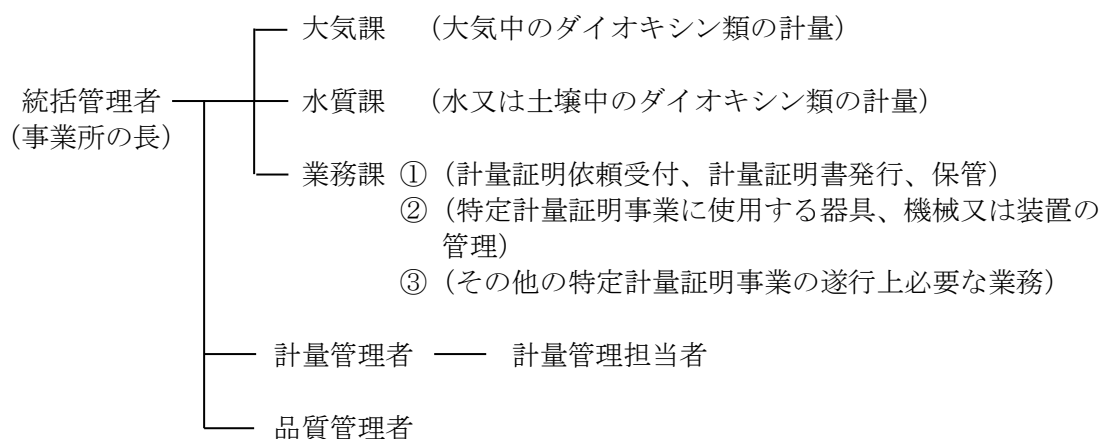 大気課 （大気中のダイオキシン類の計量）
統括管理者
（事業所の長）
水質課 （水又は土壌中のダイオキシン類の計量）
業務課 ①（計量証明依頼受付、計量証明書発行、保管）
②（特定計量証明事業に使用する器具、機械又は装置の
管理）
③（その他の特定計量証明事業の遂行上必要な業務）
計量管理者 計量管理担当者
品質管理者